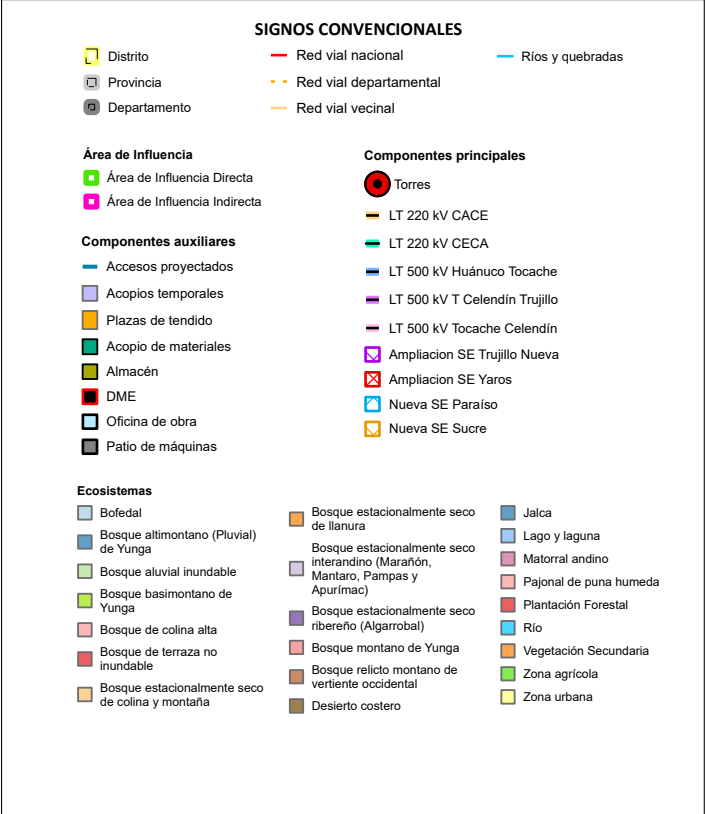 SIGNOS CONVENCIONALES
Distrito
Provincia
Departamento
Red vial nacional
Red vial departamental
Red vial vecinal
Ríos y quebradas
Área de Influencia
Área de Influencia Directa
Área de Influencia Indirecta
Componentes auxiliares
Accesos proyectados
Acopios temporales
Plazas de tendido
Acopio de materiales
Almacén
DME
Oficina de obra
Patio de máquinas
Componentes principales
Torres
LT 220 kV CACE
LT 220 kV CECA
LT 500 kV Huánuco Tocache
LT 500 kV T Celendín Trujillo
LT 500 kV Tocache Celendín
Ampliacion SE Trujillo Nueva
Ampliacion SE Yaros
Nueva SE Paraíso
Nueva SE Sucre
Ecosistemas
Bofedal
Bosque altimontano (Pluvial)
de Yunga
Bosque aluvial inundable
Bosque basimontano de
Yunga
Bosque de colina alta
Bosque de terraza no
inundable
Bosque estacionalmente seco
de colina y montaña
Bosque estacionalmente seco
de llanura
Bosque estacionalmente seco
interandino (Marañón,
Mantaro, Pampas y
Apurímac)
Bosque estacionalmente seco
ribereño (Algarrobal)
Bosque montano de Yunga
Bosque relicto montano de
vertiente occidental
Desierto costero
Jalca
Lago y laguna
Matorral andino
Pajonal de puna humeda
Plantación Forestal
Río
Vegetación Secundaria
Zona agrícola
Zona urbana